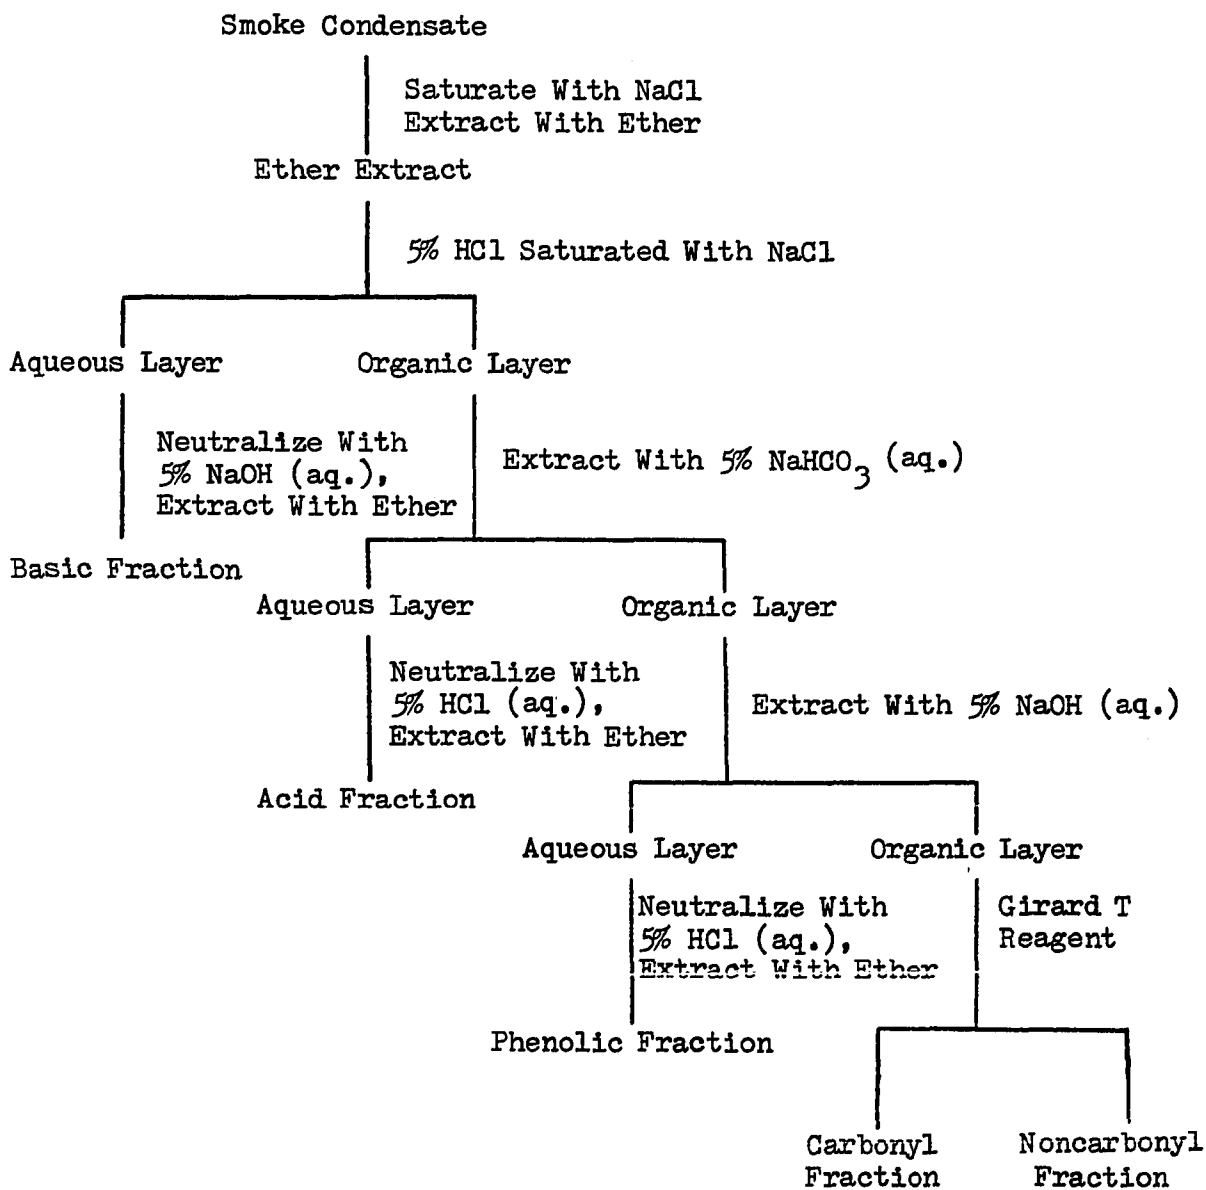 Smoke Condensate
Saturate With NaCl
Extract With Ether
Ether Extract
5% HCl Saturated With NaCl
Aqueous Layer
Organic Layer
Neutralize With
5% NaOH (aq.),
Extract With Ether
Extract With 5% NaHCO₃ (aq.)
Basic Fraction
Aqueous Layer
Organic Layer
Neutralize With
5% HCl (aq.),
Extract With Ether
Extract With 5% NaOH (aq.)
Acid Fraction
Aqueous Layer
Organic Layer
Neutralize With
5% HCl (aq.),
Extract With Ether
Girard T
Reagent
Phenolic Fraction
Carbonyl
Fraction
Noncarbonyl
Fraction